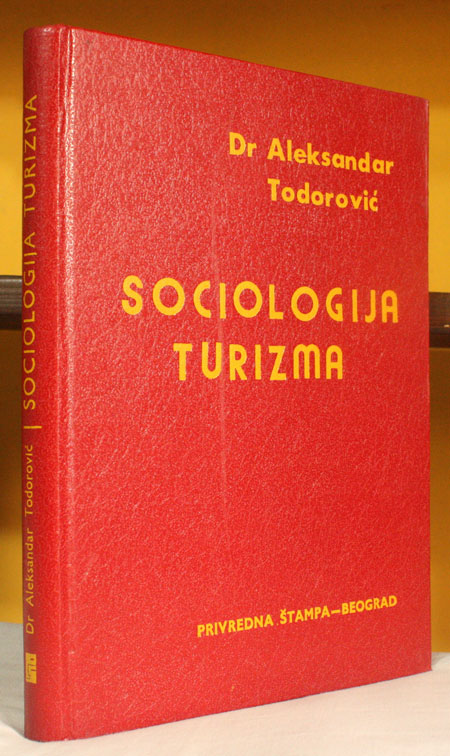 Dr Aleksandar
Todorović
SOCIOLOGIJA
TURIZMA
PRIVREDNA ŠTAMPA—BEOGRAD
Dr Aleksandar Todorović | SOCIOLOGIJA TURIZMA